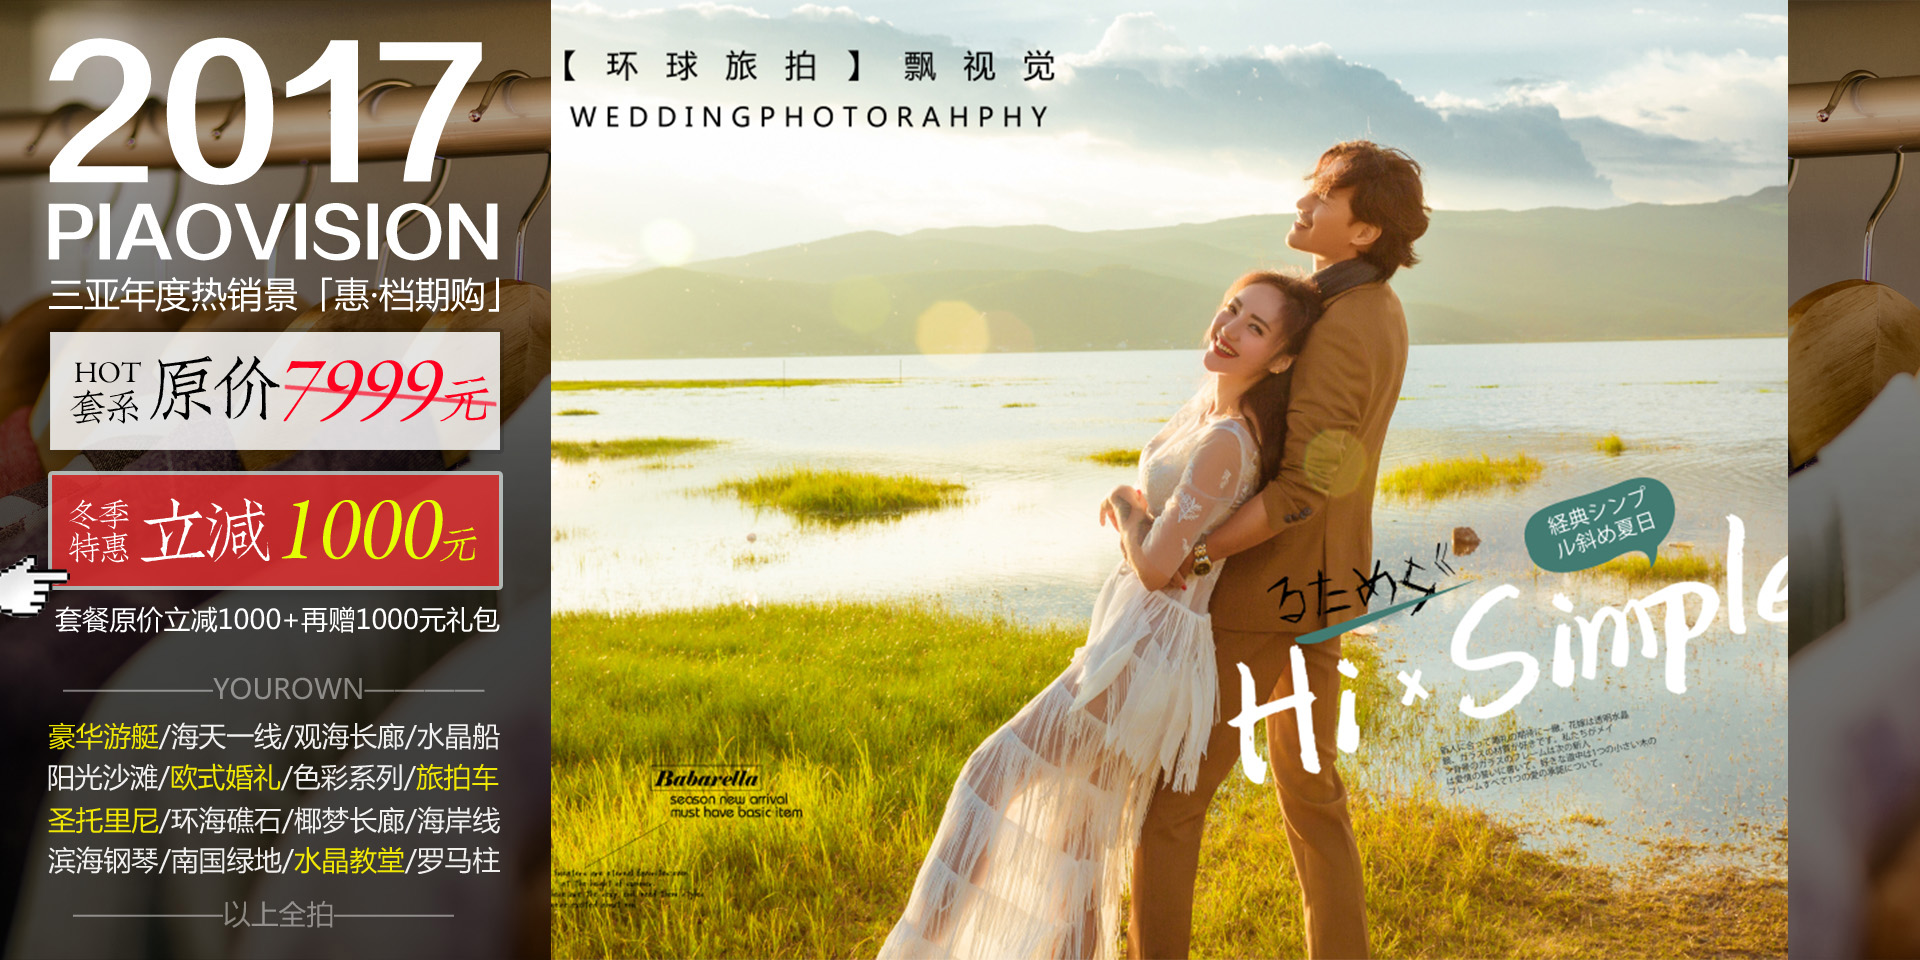 2017
PIAOVISION
三亚年度热销景「惠·档期购」
HOT
套系
原价7999元
冬季
特惠
立减1000元
套餐原价立减1000+再赠1000元礼包
YOUROWN
豪华游艇/海天一线/观海长廊/水晶船
阳光沙滩/欧式婚礼/色彩系列/旅拍车
圣托里尼/环海礁石/椰梦长廊/海岸线
滨海钢琴/南国绿地/水晶教堂/罗马柱
以上全拍
【环球旅拍】飘视觉
WEDDINGPHOTORAHPHY
経典シンプ
ル斜め夏日
るためぐ
Hi × Simple
Babarella
season new arrival
must have basic item